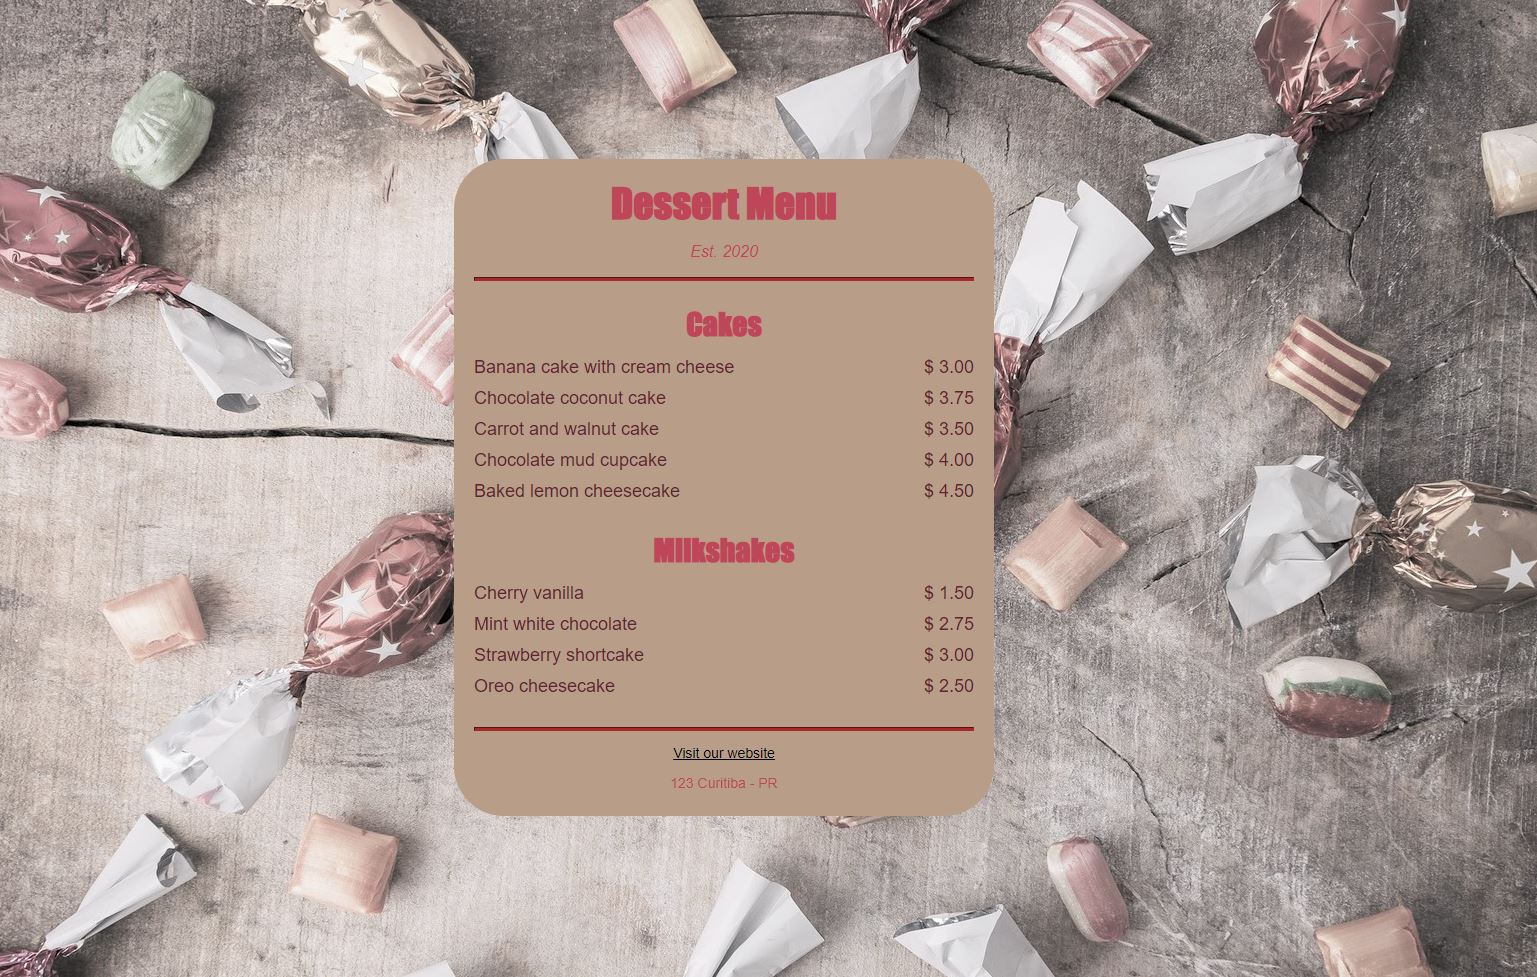 Dessert Menu
Est. 2020
Cakes
Banana cake with cream cheese $ 3.00
Chocolate coconut cake $ 3.75
Carrot and walnut cake $ 3.50
Chocolate mud cupcake $ 4.00
Baked lemon cheesecake $ 4.50
Milkshakes
Cherry vanilla $ 1.50
Mint white chocolate $ 2.75
Strawberry shortcake $ 3.00
Oreo cheesecake $ 2.50
Visit our website
123 Curitiba - PR